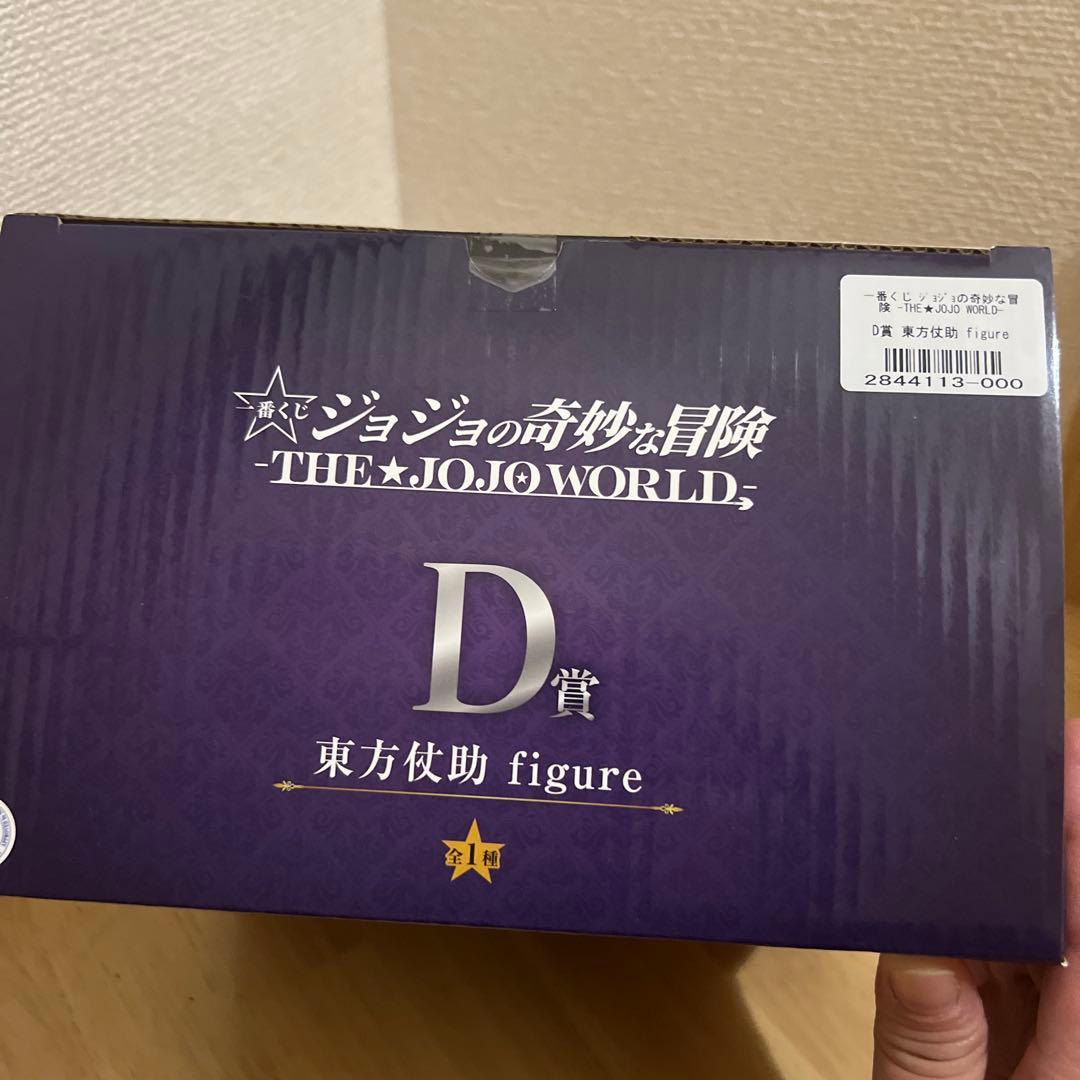 一番くじ ｼﾞｮｼﾞｮの奇妙な冒
険 -THE★JOJO WORLD-
D賞 東方仗助 figure
2844113-000
一番くじ ジョジョの奇妙な冒険
-THE★JOJO WORLD-
D賞
東方仗助 figure
全1種